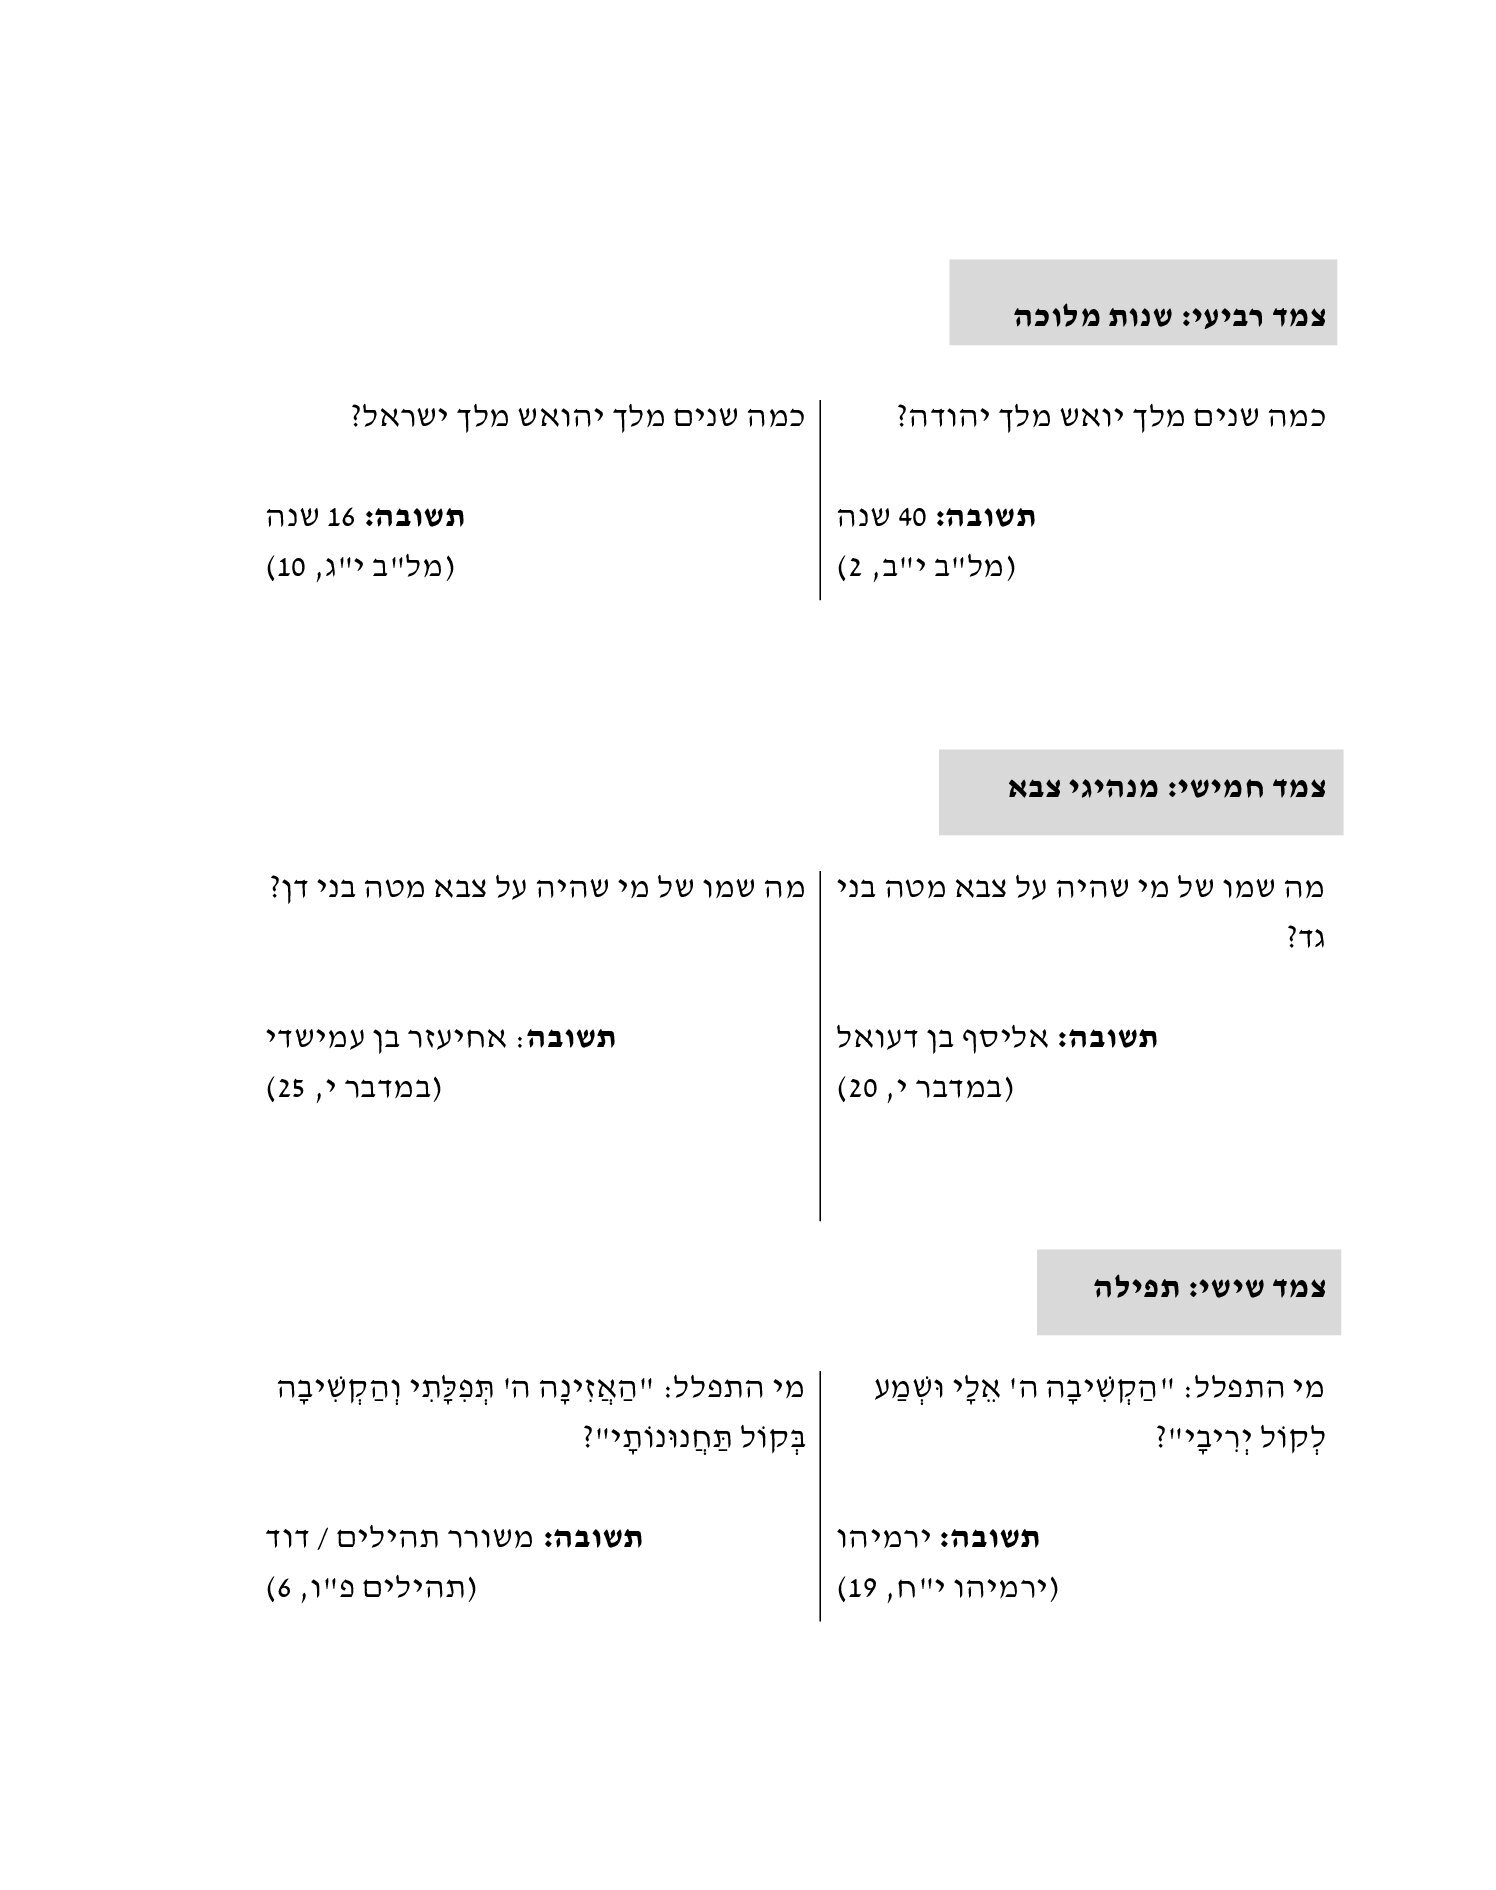 צמד רביעי: שנות מלוכה
כמה שנים מלך יואש מלך יהודה?
תשובה: 40 שנה
(מל"ב י"ב, 2)
כמה שנים מלך יהואש מלך ישראל?
תשובה: 16 שנה
(מל"ב י"ג, 10)
צמד חמישי: מנהיגי צבא
מה שמו של מי שהיה על צבא מטה בני
גד?
תשובה: אליסף בן דעואל
(במדבר י, 20)
מה שמו של מי שהיה על צבא מטה בני דן?
תשובה: אחיעזר בן עמישדי
(במדבר י, 25)
צמד שישי: תפילה
מי התפלל: "הַקְשִׁיבָה ה' אֵלָי וּשְׁמַע
לְקוֹל יְרִיבָי"?
תשובה: ירמיהו
(ירמיהו י"ח, 19)
מי התפלל: "הַאֲזִינָה ה' תְּפִלָּתִי וְהַקְשִׁיבָה
בְּקוֹל תַּחֲנוּנוֹתָי"?
תשובה: משורר תהילים / דוד
(תהילים פ"ו, 6)